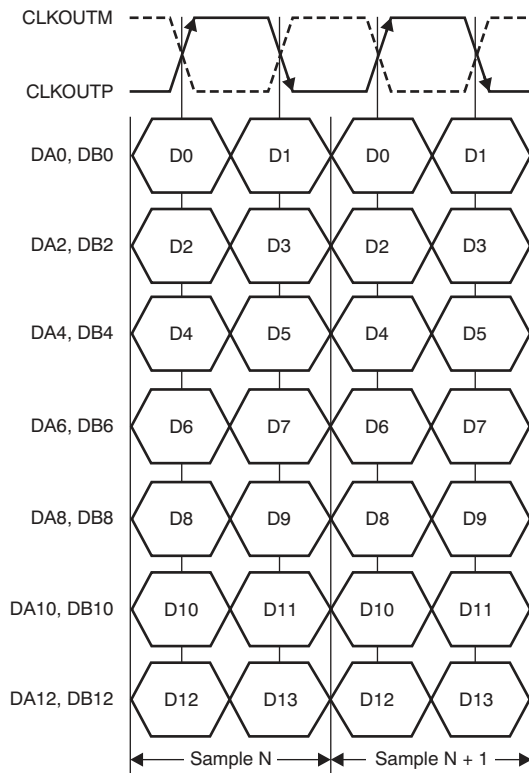 CLKOUTM
CLKOUTP
DA0, DB0 D0 D1 D0 D1
DA2, DB2 D2 D3 D2 D3
DA4, DB4 D4 D5 D4 D5
DA6, DB6 D6 D7 D6 D7
DA8, DB8 D8 D9 D8 D9
DA10, DB10 D10 D11 D10 D11
DA12, DB12 D12 D13 D12 D13
Sample N Sample N + 1